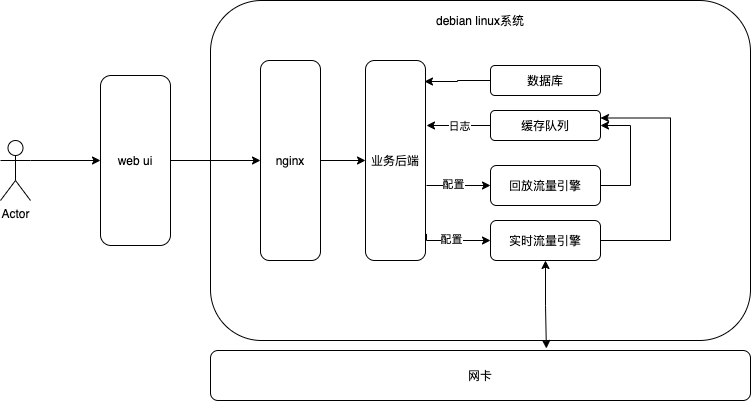 debian linux系统
数据库
日志
缓存队列
web ui
nginx
业务后端
配置
回放流量引擎
Actor
配置
实时流量引擎
网卡